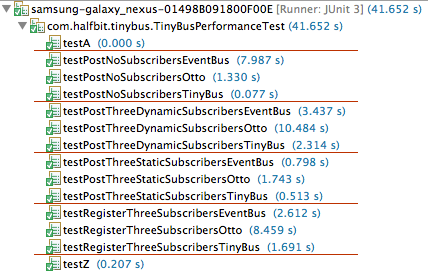 samsung-galaxy_nexus-01498B091800F00E [Runner: JUnit 3] (41.652 s)
com.halfbit.tinybus.TinyBusPerformanceTest (41.652 s)
testA (0.000 s)
testPostNoSubscribersEventBus (7.987 s)
testPostNoSubscribersOtto (1.330 s)
testPostNoSubscribersTinyBus (0.077 s)
testPostThreeDynamicSubscribersEventBus (3.437 s)
testPostThreeDynamicSubscribersOtto (10.484 s)
testPostThreeDynamicSubscribersTinyBus (2.314 s)
testPostThreeStaticSubscribersEventBus (0.798 s)
testPostThreeStaticSubscribersOtto (1.743 s)
testPostThreeStaticSubscribersTinyBus (0.513 s)
testRegisterThreeSubscribersEventBus (2.612 s)
testRegisterThreeSubscribersOtto (8.459 s)
testRegisterThreeSubscribersTinyBus (1.691 s)
testZ (0.207 s)